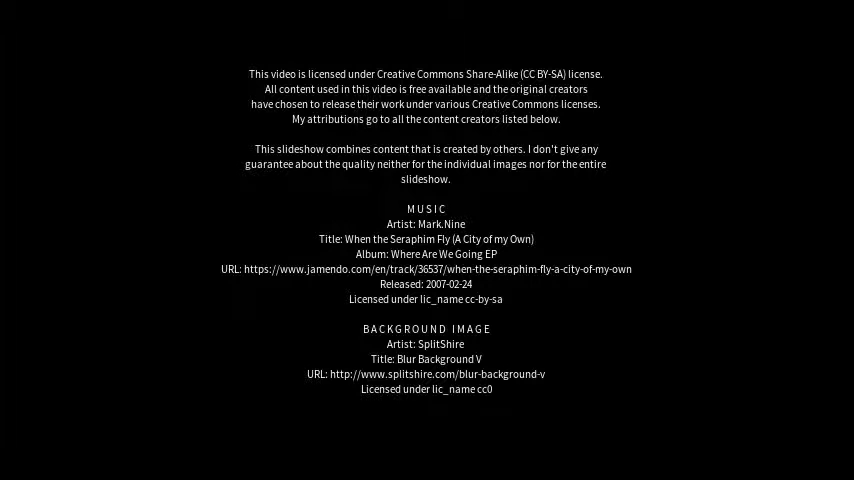 This video is licensed under Creative Commons Share-Alike (CC BY-SA) license.
All content used in this video is free available and the original creators
have chosen to release their work under various Creative Commons licenses.
My attributions go to all the content creators listed below.
This slideshow combines content that is created by others. I don't give any
guarantee about the quality neither for the individual images nor for the entire
slideshow.
MUSIC
Artist: Mark.Nine
Title: When the Seraphim Fly (A City of my Own)
Album: Where Are We Going EP
URL: https://www.jamendo.com/en/track/36537/when-the-seraphim-fly-a-city-of-my-own
Released: 2007-02-24
Licensed under lic_name cc-by-sa
BACKGROUND IMAGE
Artist: SplitShire
Title: Blur Background V
URL: http://www.splitshire.com/blur-background-v
Licensed under lic_name cc0